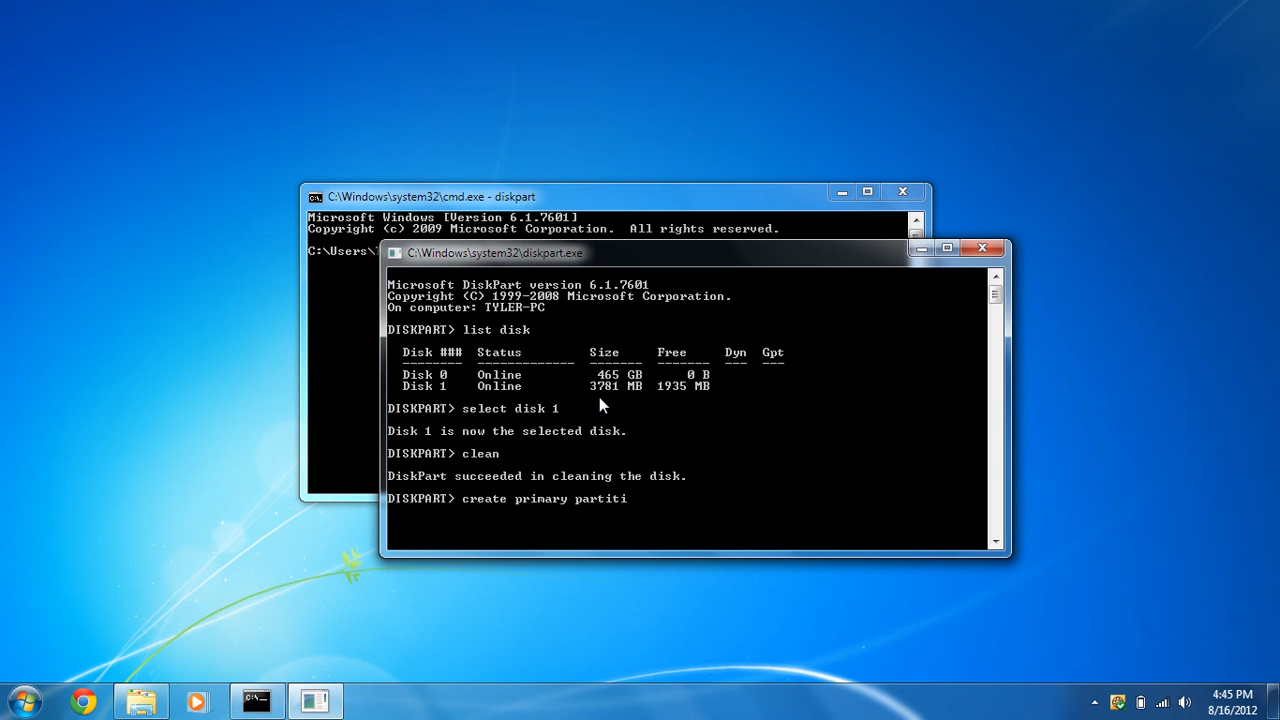 C:\Windows\system32\cmd.exe - diskpart
Microsoft Windows [Version 6.1.7601]
Copyright (c) 2009 Microsoft Corporation.  All rights reserved.
C:\Users\
C:\Windows\system32\diskpart.exe
Microsoft DiskPart version 6.1.7601
Copyright (C) 1999-2008 Microsoft Corporation.
On computer: TYLER-PC
DISKPART> list disk
Disk ###  Status         Size     Free     Dyn  Gpt
--------  -------------  -------  -------  ---  ---
Disk 0    Online          465 GB      0 B
Disk 1    Online         3781 MB  1935 MB
DISKPART> select disk 1
Disk 1 is now the selected disk.
DISKPART> clean
DiskPart succeeded in cleaning the disk.
DISKPART> create primary partiti
C:\
4:45 PM
8/16/2012